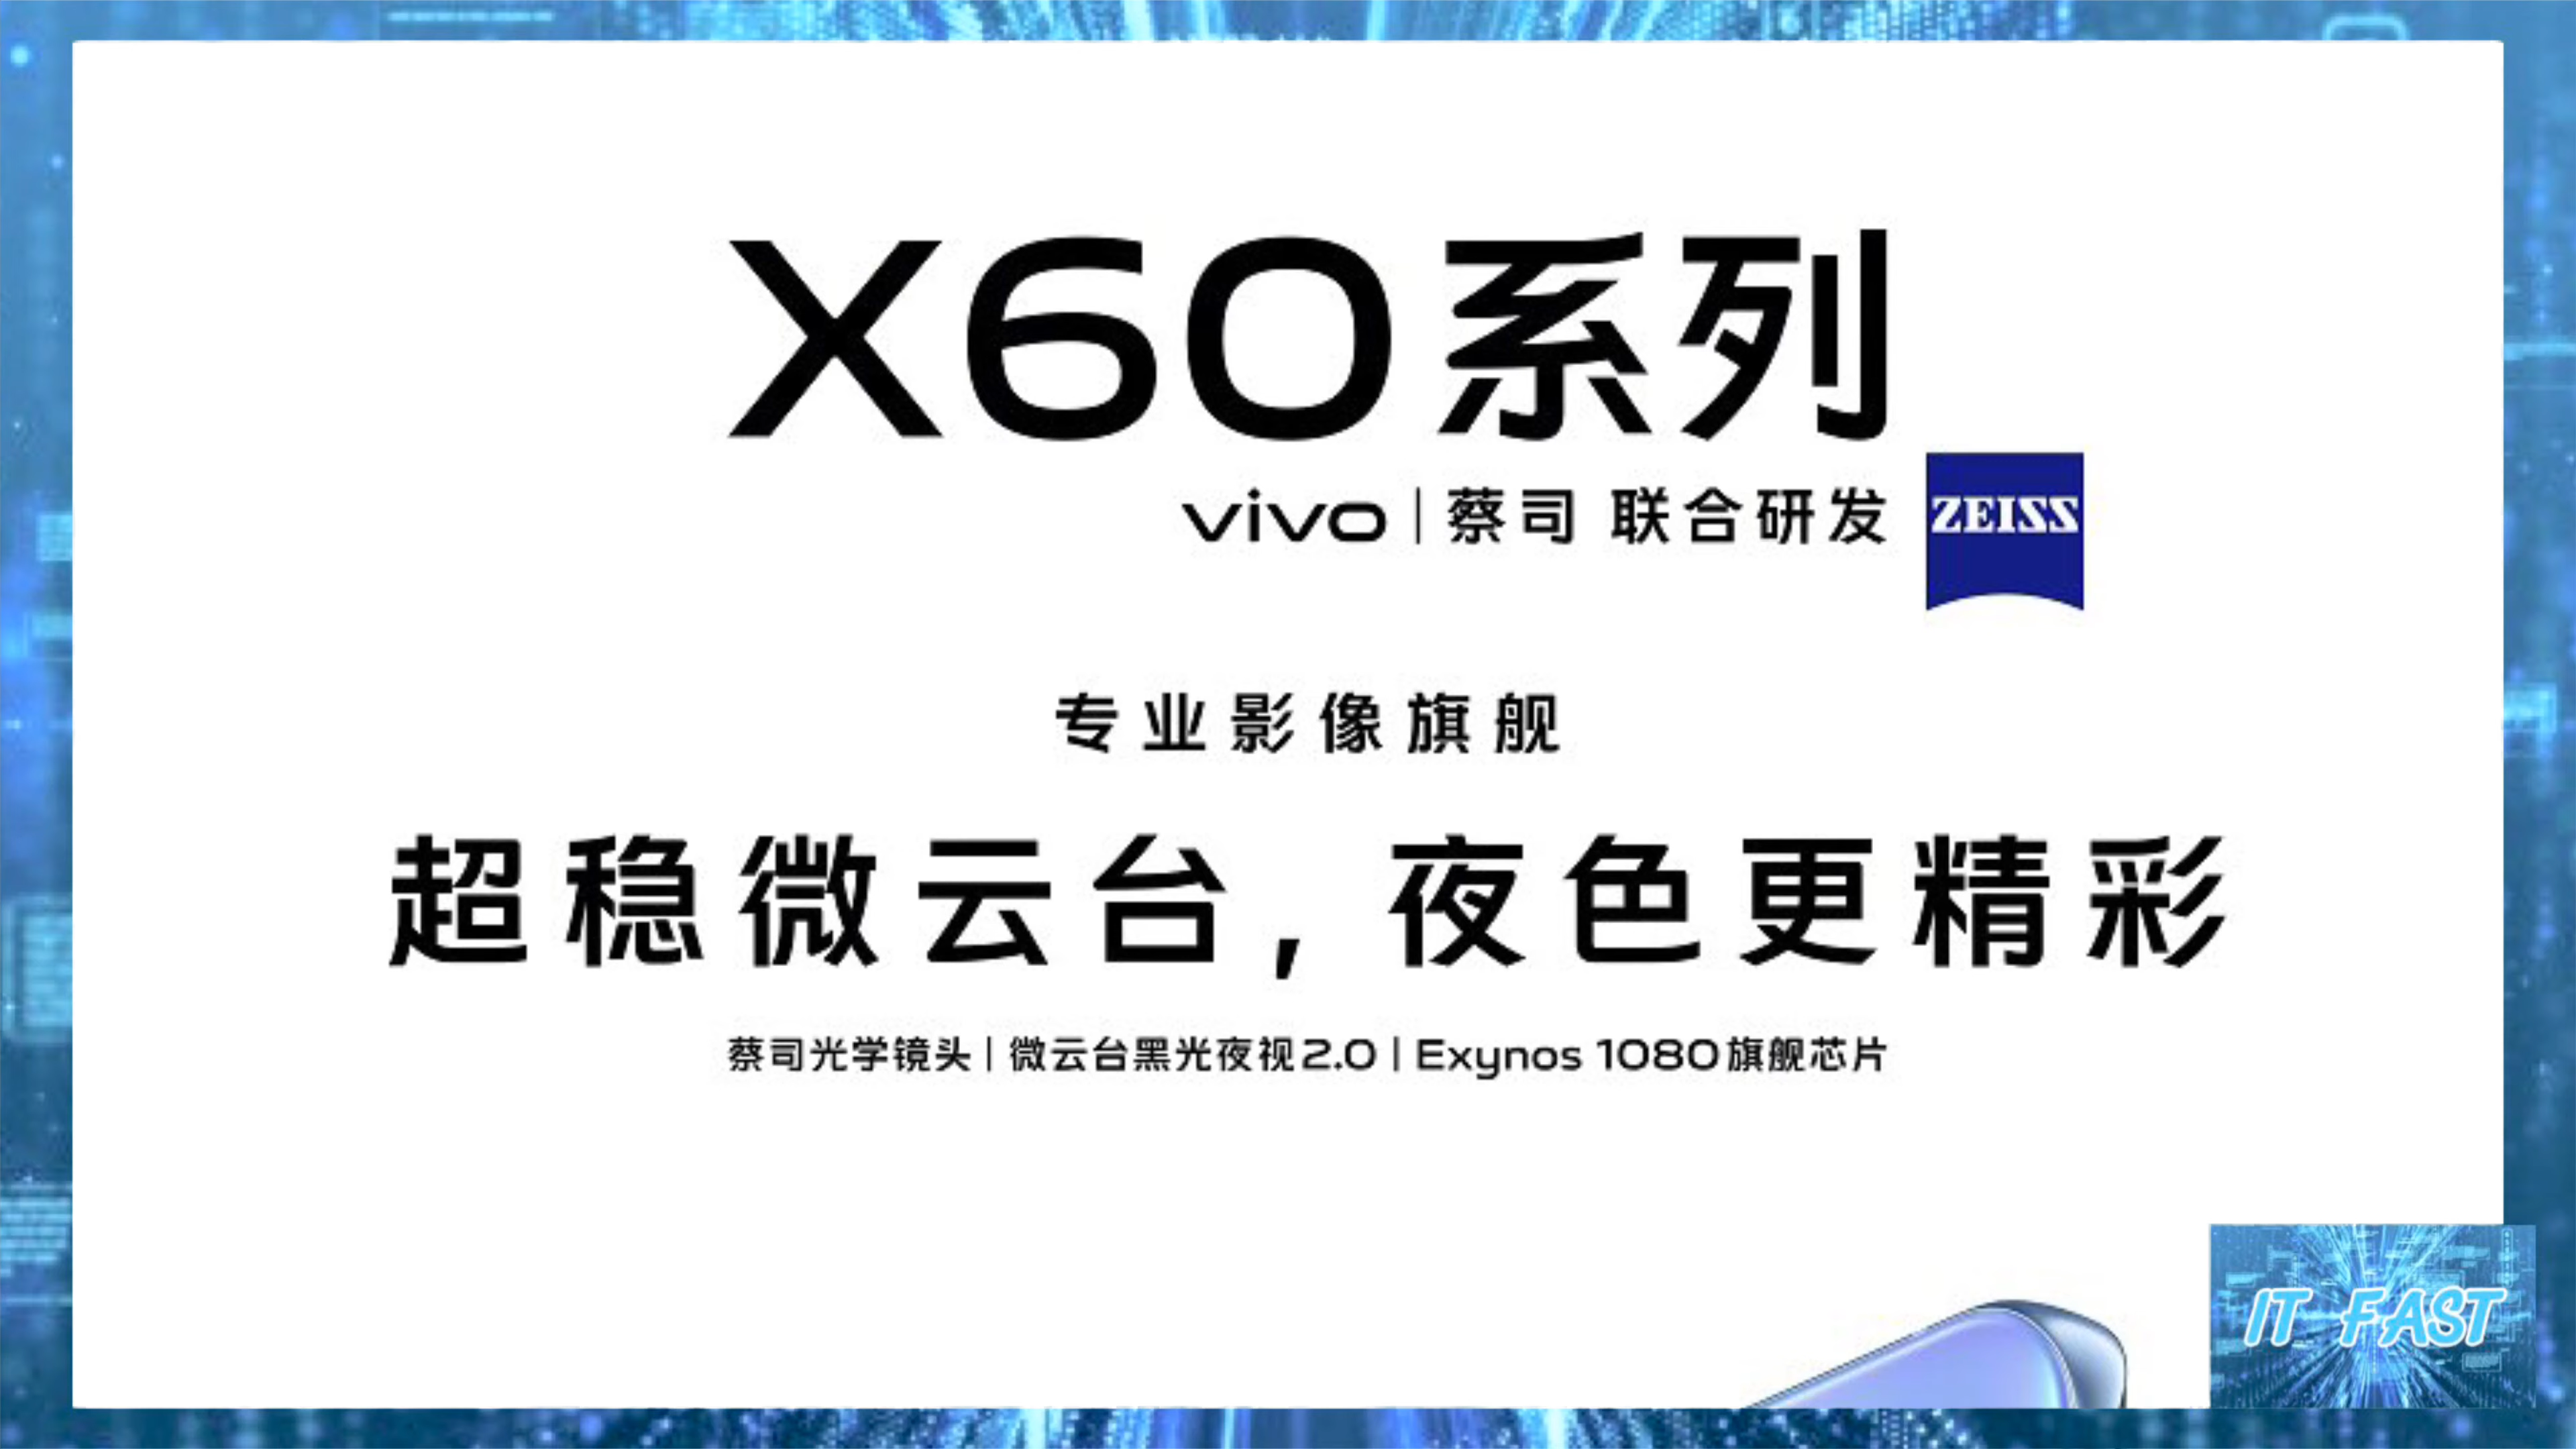 X60系列
vivo | 蔡司 联合研发
ZEISS
专业影像旗舰
超稳微云台，夜色更精彩
蔡司光学镜头 | 微云台黑光夜视2.0 | Exynos 1080旗舰芯片
IT FAST